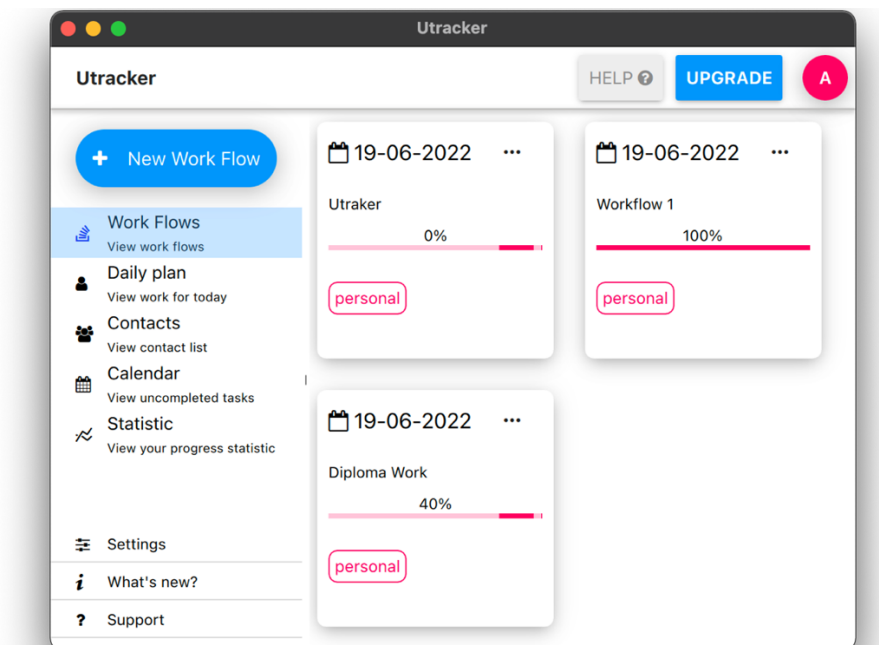 Utracker
Utracker
HELP
UPGRADE
A
+ New Work Flow
Work Flows
View work flows
Daily plan
View work for today
Contacts
View contact list
Calendar
View uncompleted tasks
Statistic
View your progress statistic
Settings
i What's new?
? Support
19-06-2022 ...
Utraker
0%
personal
19-06-2022 ...
Workflow 1
100%
personal
19-06-2022 ...
Diploma Work
40%
personal